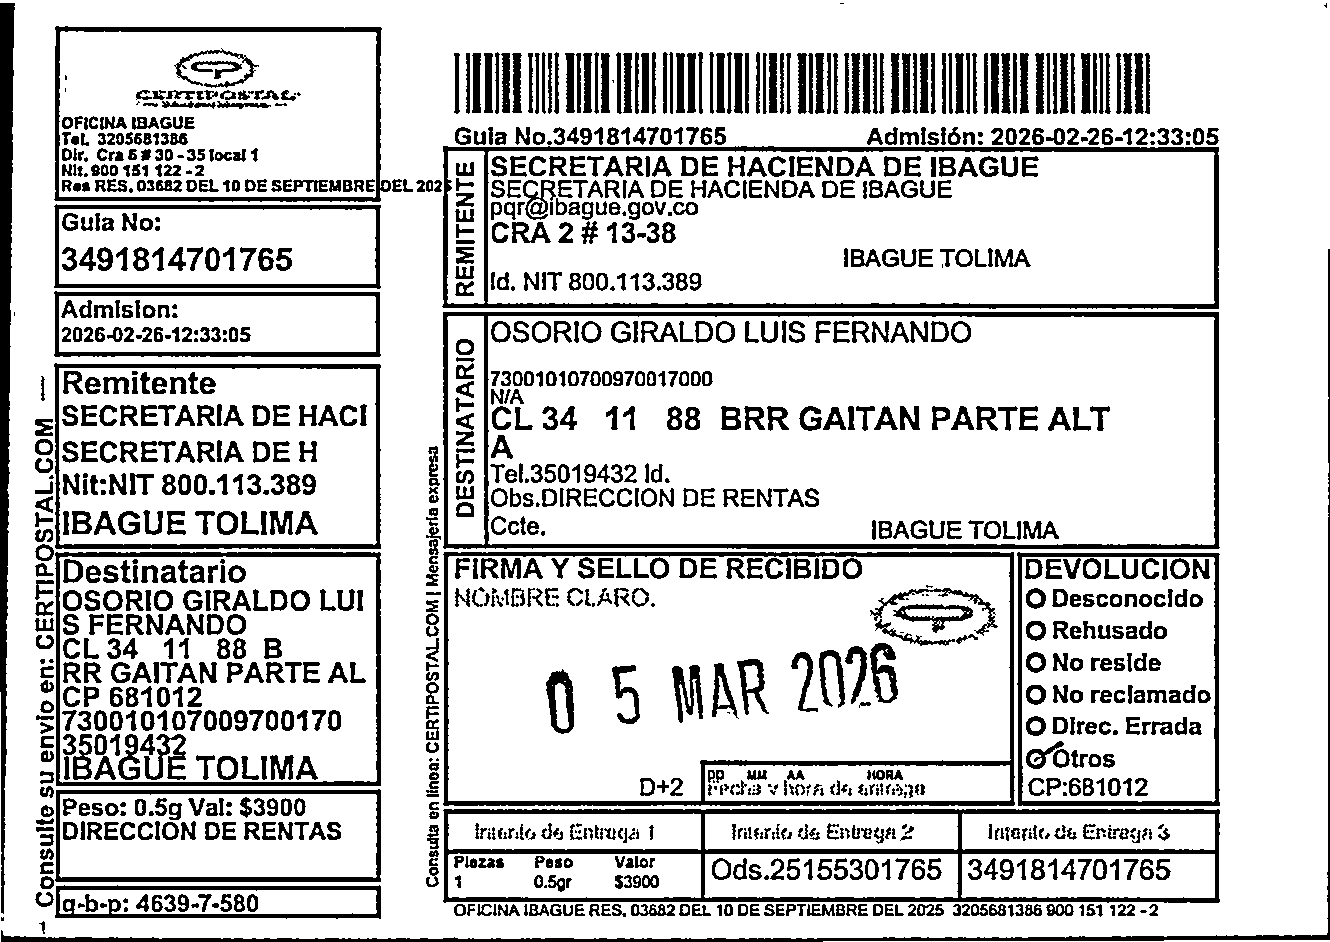 CERTIPOSTAL
OFICINA IBAGUE
Tel. 3205681386
Dir. Cra 5 # 30 - 35 local 1
Nit. 900 151 122 - 2
Res RES. 03682 DEL 10 DE SEPTIEMBRE DEL 2025
Guia No:
3491814701765
Admision:
2026-02-26-12:33:05
Remitente
SECRETARIA DE HACI
SECRETARIA DE H
Nit:NIT 800.113.389
IBAGUE TOLIMA
Destinatario
OSORIO GIRALDO LUI
S FERNANDO
CL 34 11 88 B
RR GAITAN PARTE AL
CP 681012
730010107009700170
35019432
IBAGUE TOLIMA
Peso: 0.5g Val: $3900
DIRECCION DE RENTAS
g-b-p: 4639-7-580
Consulte su envio en: CERTIPOSTAL.COM
1
Guia No.3491814701765 Admisión: 2026-02-26-12:33:05
REMITENTE
SECRETARIA DE HACIENDA DE IBAGUE
SECRETARIA DE HACIENDA DE IBAGUE
pqr@ibague.gov.co
CRA 2 # 13-38
IBAGUE TOLIMA
Id. NIT 800.113.389
DESTINATARIO
OSORIO GIRALDO LUIS FERNANDO
73001010700970017000
N/A
CL 34 11 88 BRR GAITAN PARTE ALT
A
Tel.35019432 Id.
Obs.DIRECCION DE RENTAS
Ccte. IBAGUE TOLIMA
Consulta en linea: CERTIPOSTAL.COM | Mensajería expresa
FIRMA Y SELLO DE RECIBIDO
NOMBRE CLARO.
0 5 MAR 2026
D+2
DD MM AA HORA
Fecha y hora de entrega
DEVOLUCION
Desconocido
Rehusado
No reside
No reclamado
Direc. Errada
Otros
CP:681012
Intento de Entrega 1 Intento de Entrega 2 Intento de Entrega 3
Piezas Peso Valor
1 0.5gr $3900
Ods.25155301765 3491814701765
OFICINA IBAGUE RES. 03682 DEL 10 DE SEPTIEMBRE DEL 2025 3205681386 900 151 122 - 2